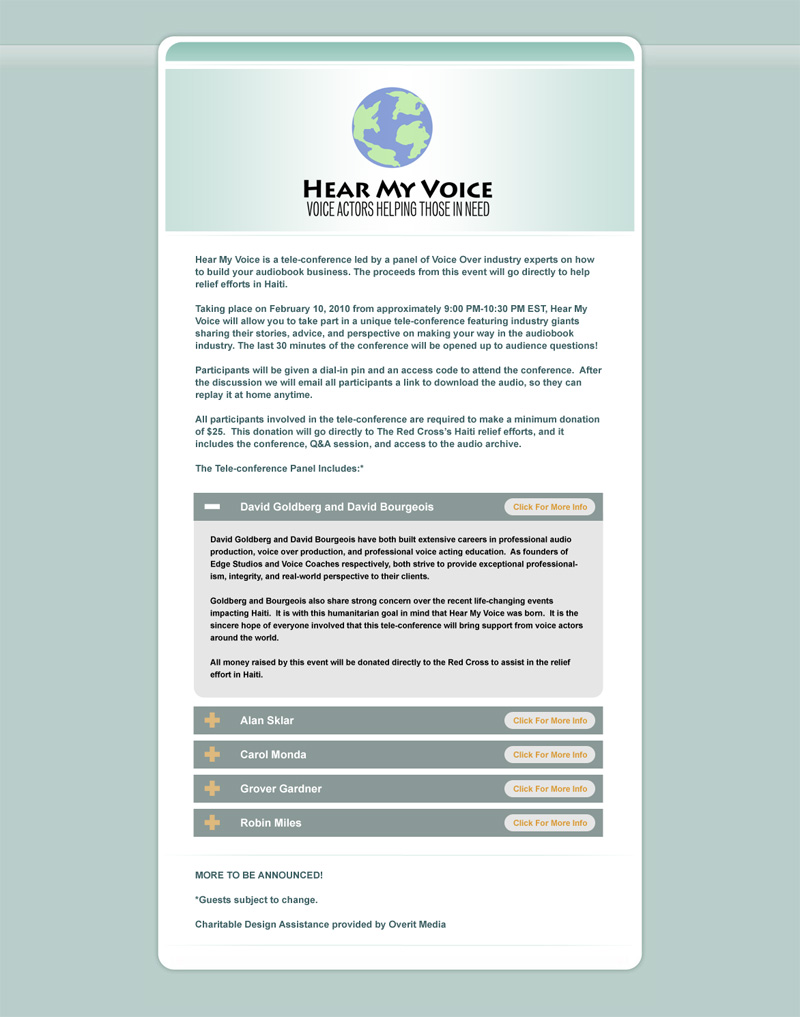 HEAR MY VOICE
VOICE ACTORS HELPING THOSE IN NEED
Hear My Voice is a tele-conference led by a panel of Voice Over industry experts on how
to build your audiobook business. The proceeds from this event will go directly to help
relief efforts in Haiti.
Taking place on February 10, 2010 from approximately 9:00 PM-10:30 PM EST, Hear My
Voice will allow you to take part in a unique tele-conference featuring industry giants
sharing their stories, advice, and perspective on making your way in the audiobook
industry. The last 30 minutes of the conference will be opened up to audience questions!
Participants will be given a dial-in pin and an access code to attend the conference.  After
the discussion we will email all participants a link to download the audio, so they can
replay it at home anytime.
All participants involved in the tele-conference are required to make a minimum donation
of $25.  This donation will go directly to The Red Cross's Haiti relief efforts, and it
includes the conference, Q&A session, and access to the audio archive.
The Tele-conference Panel Includes:*
David Goldberg and David Bourgeois Click For More Info
David Goldberg and David Bourgeois have both built extensive careers in professional audio
production, voice over production, and professional voice acting education.  As founders of
Edge Studios and Voice Coaches respectively, both strive to provide exceptional professional-
ism, integrity, and real-world perspective to their clients.
Goldberg and Bourgeois also share strong concern over the recent life-changing events
impacting Haiti.  It is with this humanitarian goal in mind that Hear My Voice was born.  It is the
sincere hope of everyone involved that this tele-conference will bring support from voice actors
around the world.
All money raised by this event will be donated directly to the Red Cross to assist in the relief
effort in Haiti.
Alan Sklar Click For More Info
Carol Monda Click For More Info
Grover Gardner Click For More Info
Robin Miles Click For More Info
MORE TO BE ANNOUNCED!
*Guests subject to change.
Charitable Design Assistance provided by Overit Media